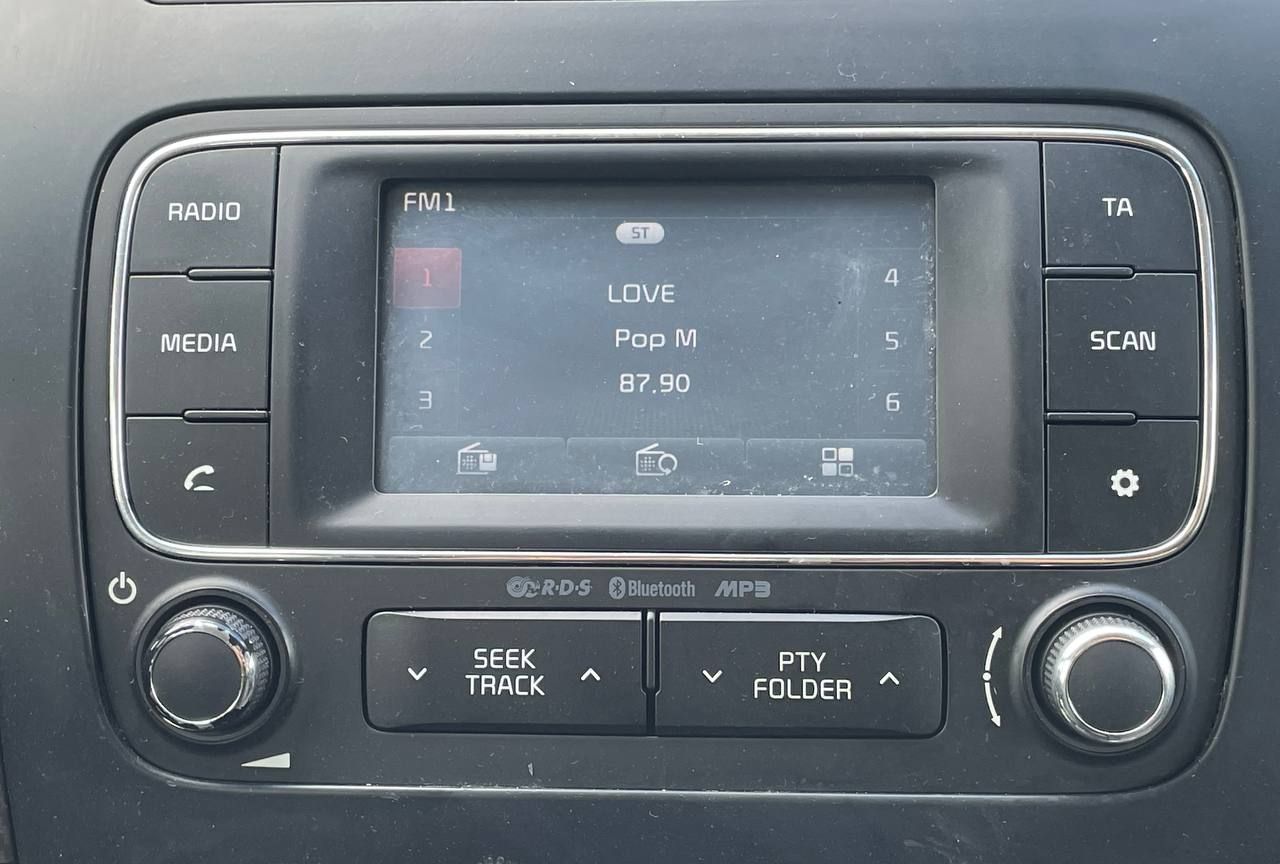 RADIO
MEDIA
FM1
ST
1
2
3
LOVE
Pop M
87.90
4
5
6
TA
SCAN
R·D·S Bluetooth MP3
SEEK
TRACK
PTY
FOLDER